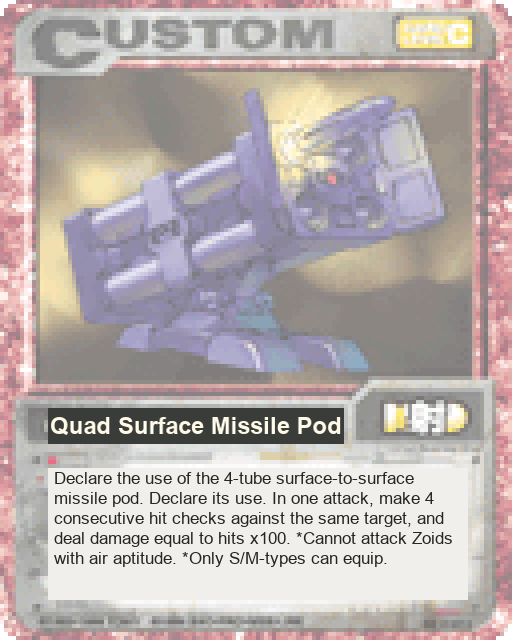 CUSTOM
C
Quad Surface Missile Pod
Declare the use of the 4-tube surface-to-surface
missile pod. Declare its use. In one attack, make 4
consecutive hit checks against the same target, and
deal damage equal to hits x100. *Cannot attack Zoids
with air aptitude. *Only S/M-types can equip.